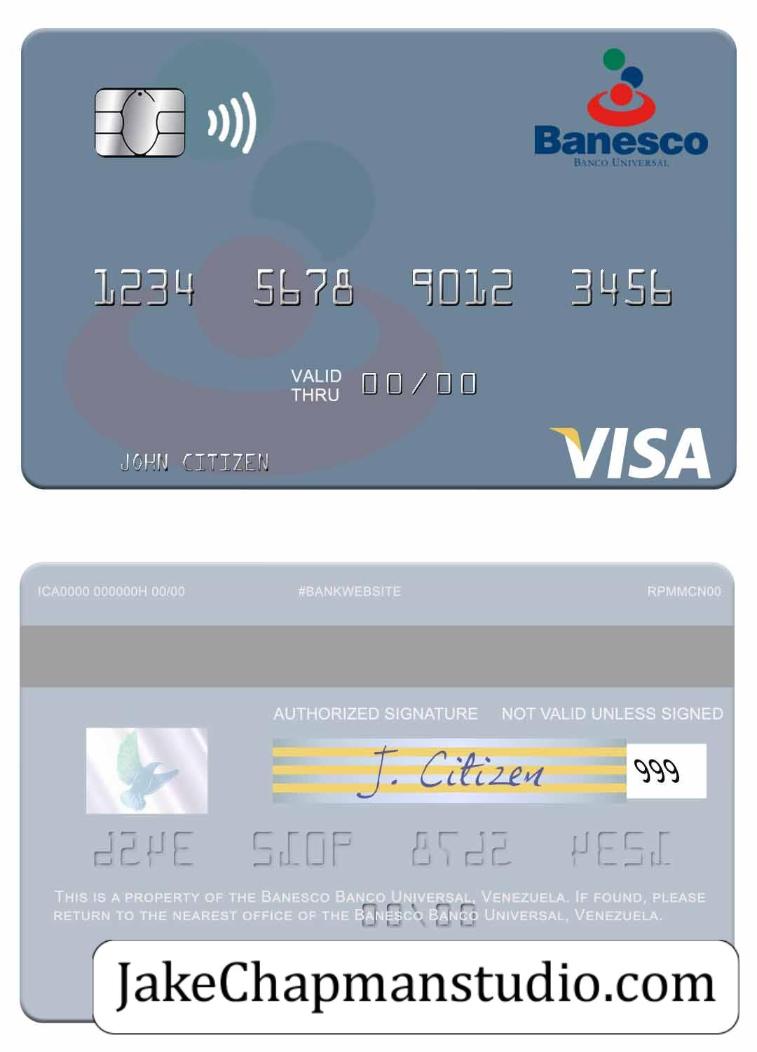 Banesco
BANCO UNIVERSAL
1234 5678 9012 3456
VALID
THRU 00/00
JOHN CITIZEN
VISA
ICA0000 000000H 00/00 #BANKWEBSITE RPMMCN00
AUTHORIZED SIGNATURE NOT VALID UNLESS SIGNED
J. Citizen 999
THIS IS A PROPERTY OF THE BANESCO BANCO UNIVERSAL, VENEZUELA. IF FOUND, PLEASE
RETURN TO THE NEAREST OFFICE OF THE BANESCO BANCO UNIVERSAL, VENEZUELA.
JakeChapmanstudio.com